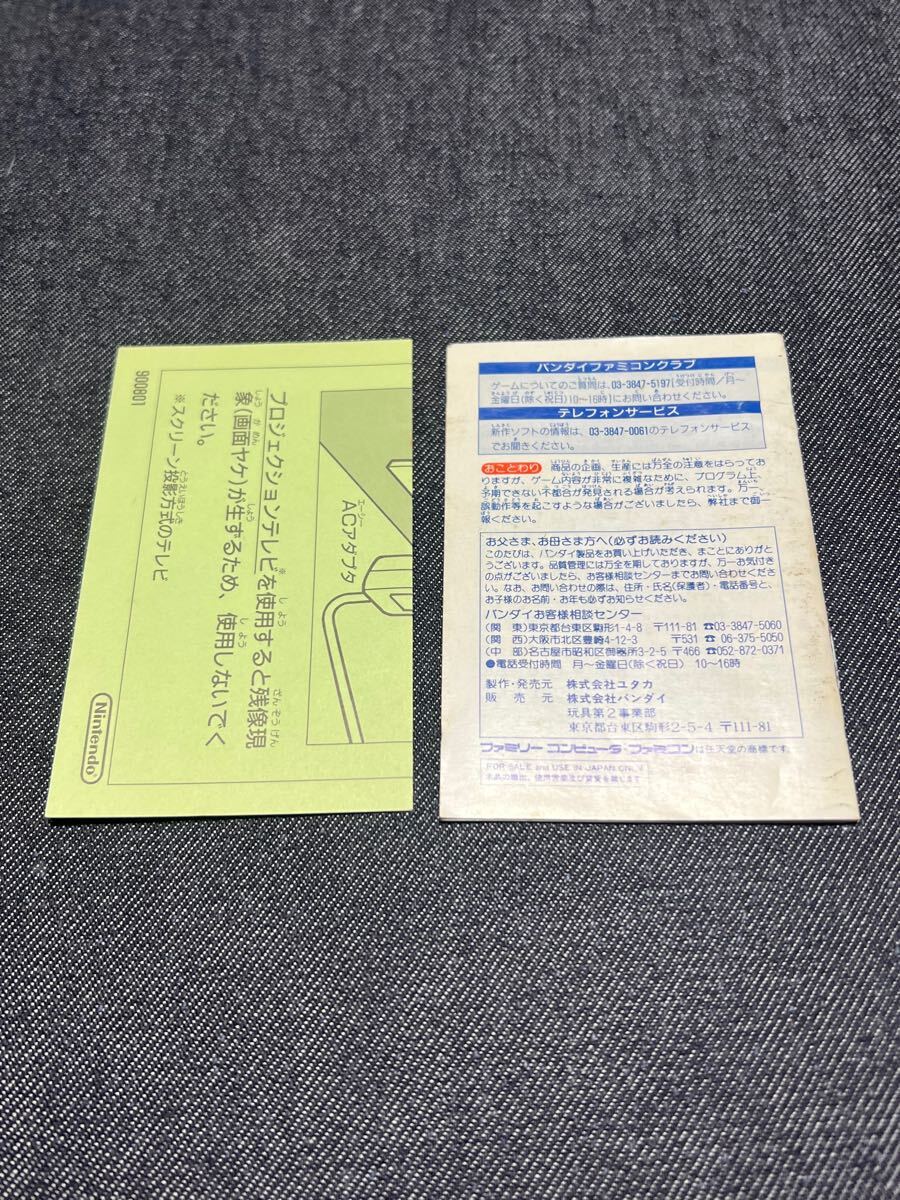 900801
プロジェクションテレビを使用すると残像現
象(画面ヤケ)が生ずるため、使用しないでく
ださい。
※スクリーン投影方式のテレビ
ACアダプタ
Nintendo
バンダイファミコンクラブ
ゲームについてのご質問は、03-3847-5197[受付時間/月〜
金曜日(除く祝日)10〜16時]にお問い合わせください。
テレフォンサービス
新作ソフトの情報は、03-3847-0061のテレフォンサービス
でお聞きください。
おことわり 商品の企画、生産には万全の注意をはらってお
りますが、ゲーム内容が非常に複雑なために、プログラム上、
予期できない不都合が発見される場合が考えられます。万一、
誤動作等を起こすような場合がございましたら、弊社まで御一
報ください。
お父さま、お母さま方へ(必ずお読みください)
このたびは、バンダイ製品をお買い上げいただき、まことにありがと
うございます。品質管理には万全を期しておりますが、万一お気付き
の点がございましたら、お客様相談センターまでお問い合わせくださ
い。なお、お問い合わせの際は、住所・氏名(保護者)・電話番号と、
お子様のお名前・お年も必ずお知らせください。
バンダイお客様相談センター
(関 東)東京都台東区駒形1-4-8 〒111-81 ☎03-3847-5060
(関 西)大阪市北区豊崎4-12-3 〒531 ☎06-375-5050
(中 部)名古屋市昭和区御器所3-2-5 〒466 ☎052-872-0371
●電話受付時間 月〜金曜日(除く祝日) 10〜16時
製作・発売元 株式会社ユタカ
販 売 元 株式会社バンダイ
玩具第2事業部
東京都台東区駒形2-5-4 〒111-81
ファミリーコンピュータ・ファミコンは任天堂の商標です。
FOR SALE and USE IN JAPAN ONLY
本品の輸出、使用営業及び賃貸を禁じます。